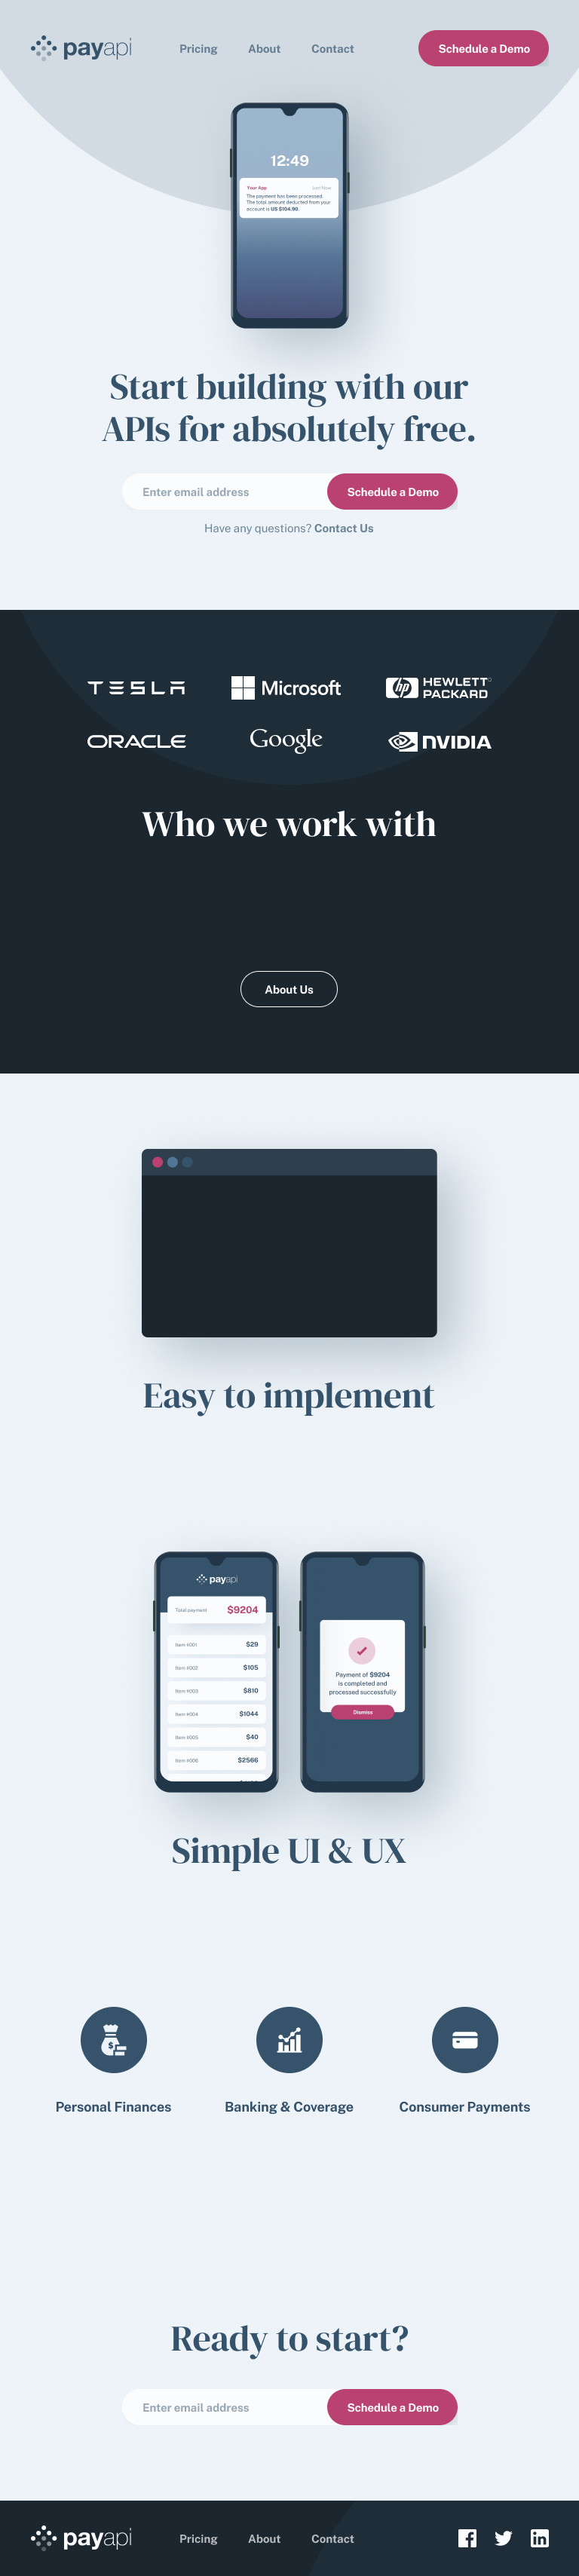 payapi
Pricing
About
Contact
Schedule a Demo
12:49
Your App
Just Now
The payment has been processed.
The total amount deducted from your
account is US $104.90.
Start building with our
APIs for absolutely free.
Enter email address
Schedule a Demo
Have any questions? Contact Us
TESLA
Microsoft
hp HEWLETT
PACKARD
ORACLE
Google
NVIDIA
Who we work with
About Us
Easy to implement
payapi
Total payment
$9204
Item #001
$29
Item #002
$105
Item #003
$810
Item #004
$1044
Item #005
$40
Item #006
$2566
Payment of $9204
is completed and
processed successfully
Dismiss
Simple UI & UX
Personal Finances
Banking & Coverage
Consumer Payments
Ready to start?
Enter email address
Schedule a Demo
payapi
Pricing
About
Contact